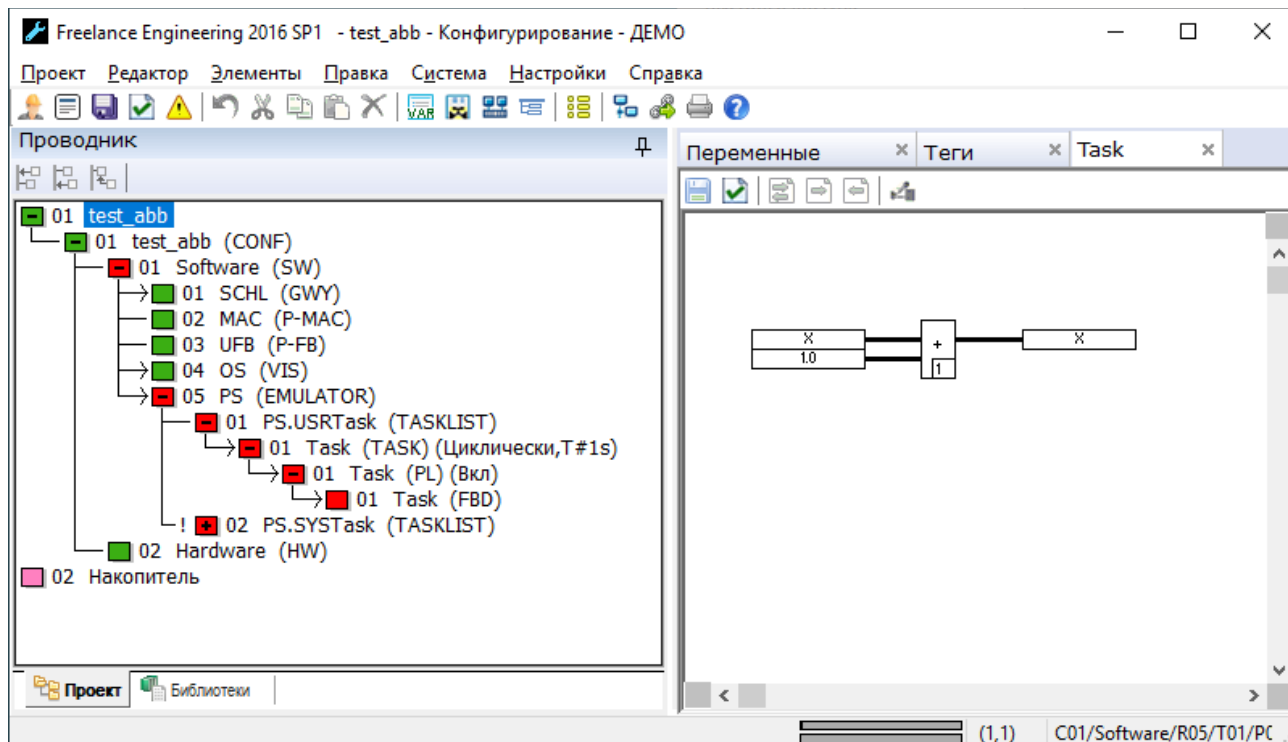 Freelance Engineering 2016 SP1 - test_abb - Конфигурирование - ДЕМО
Проект Редактор Элементы Правка Система Настройки Справка
VAR
Проводник
Переменные Теги Task
01 test_abb
01 test_abb (CONF)
01 Software (SW)
01 SCHL (GWY)
02 MAC (P-MAC)
03 UFB (P-FB)
04 OS (VIS)
05 PS (EMULATOR)
01 PS.USRTask (TASKLIST)
01 Task (TASK) (Циклически,T#1s)
01 Task (PL) (Вкл)
01 Task (FBD)
! 02 PS.SYSTask (TASKLIST)
02 Hardware (HW)
02 Накопитель
X + X
1.0 1
Проект Библиотеки
(1,1) C01/Software/R05/T01/P